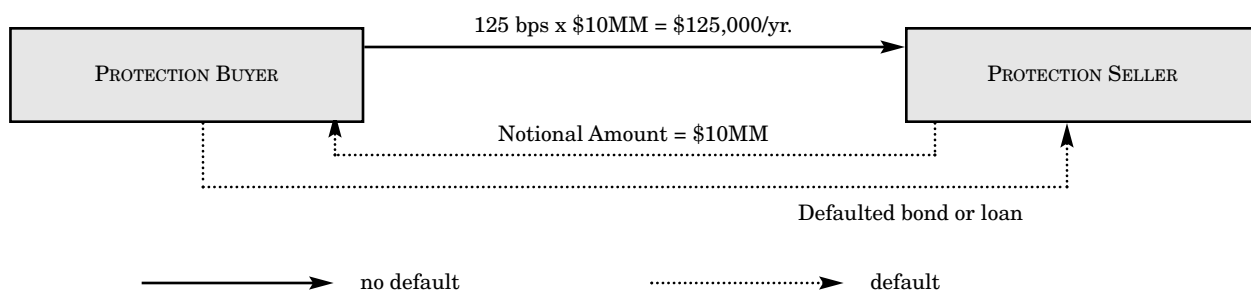 125 bps x $10MM = $125,000/yr.
PROTECTION BUYER
PROTECTION SELLER
Notional Amount = $10MM
Defaulted bond or loan
no default
default